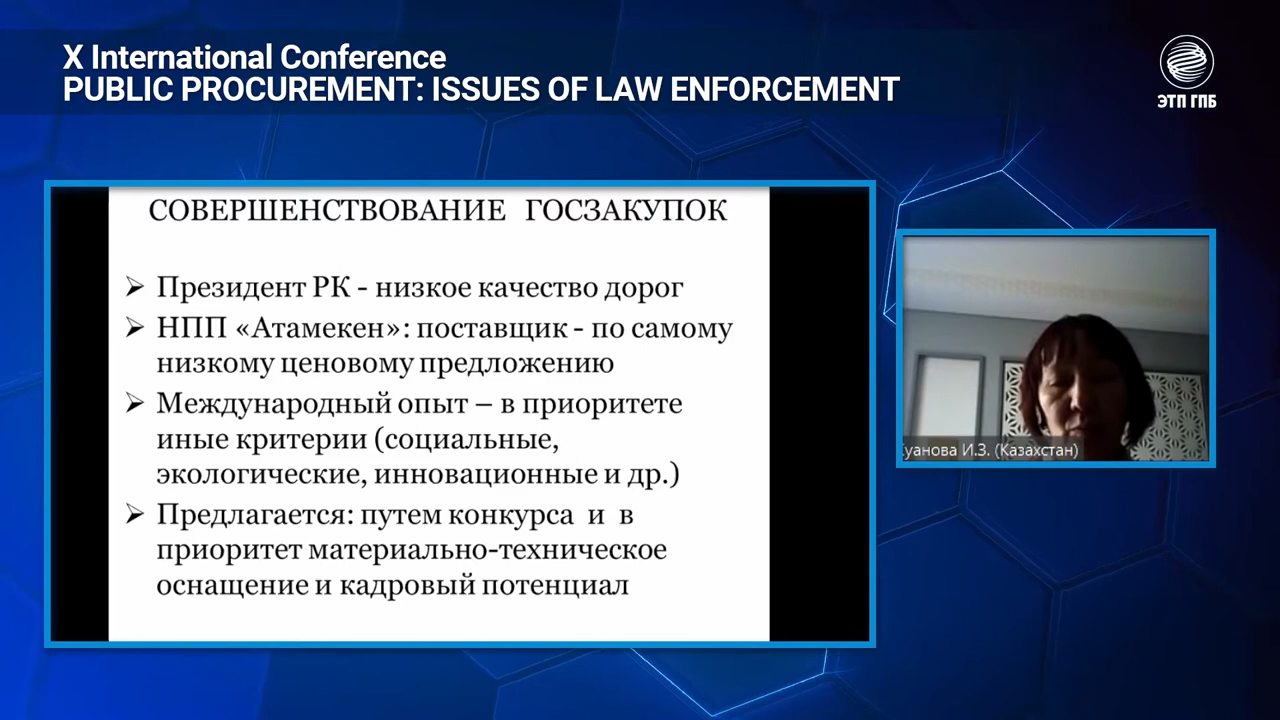 X International Conference
PUBLIC PROCUREMENT: ISSUES OF LAW ENFORCEMENT
ЭТП ГПБ
СОВЕРШЕНСТВОВАНИЕ ГОСЗАКУПОК
➢ Президент РК - низкое качество дорог
➢ НПП «Атамекен»: поставщик - по самому
низкому ценовому предложению
➢ Международный опыт – в приоритете
иные критерии (социальные,
экологические, инновационные и др.)
➢ Предлагается: путем конкурса и в
приоритет материально-техническое
оснащение и кадровый потенциал
И.З. (Казахстан)